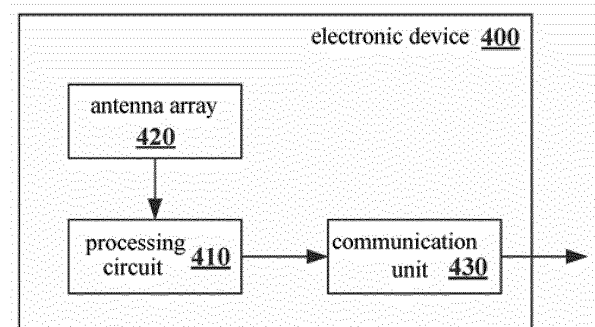 electronic device 400
antenna array
420
processing
circuit 410
communication
unit 430